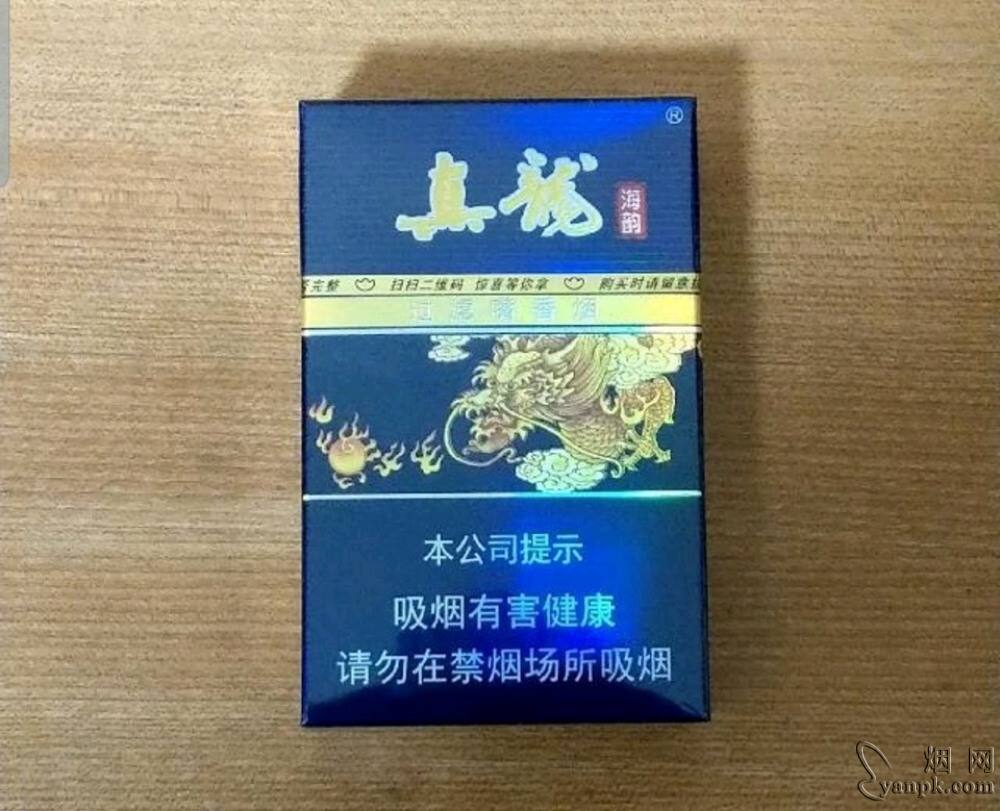 ®
真龍
海韵
完整 扫扫二维码 惊喜等你拿 购买时请留意
过滤嘴香烟
本公司提示
吸烟有害健康
请勿在禁烟场所吸烟
烟网
yanpk.com